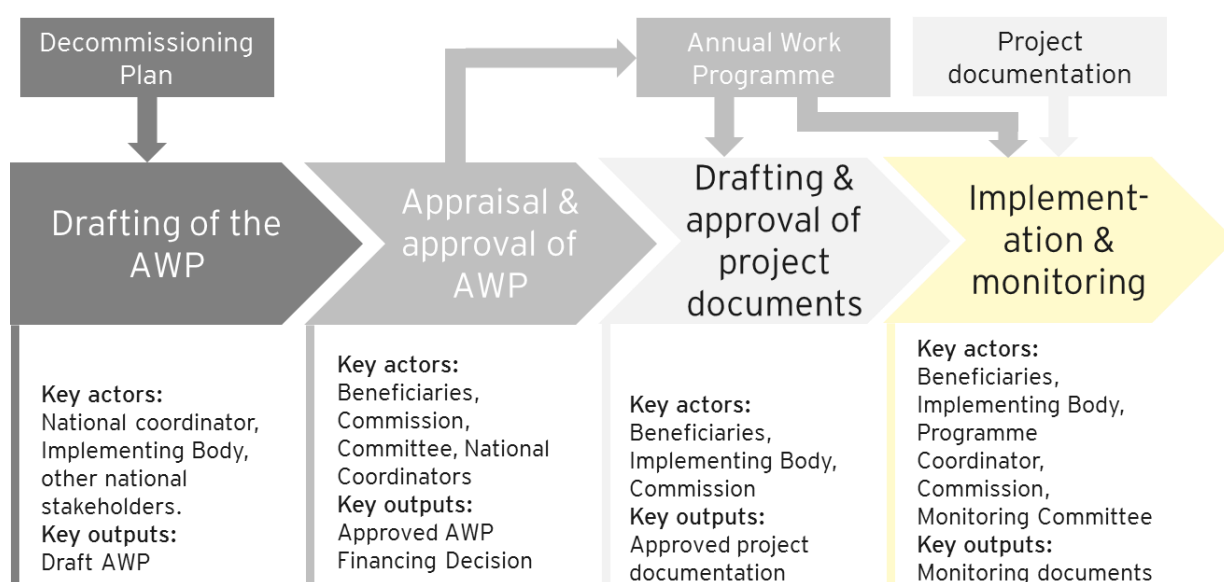 Decommissioning
Plan
Annual Work
Programme
Project
documentation
Drafting of the
AWP
Appraisal &
approval of
AWP
Drafting &
approval of
project
documents
Implement-
ation &
monitoring
Key actors:
National coordinator,
Implementing Body,
other national
stakeholders.
Key outputs:
Draft AWP
Key actors:
Beneficiaries,
Commission,
Committee, National
Coordinators
Key outputs:
Approved AWP
Financing Decision
Key actors:
Beneficiaries,
Implementing Body,
Commission
Key outputs:
Approved project
documentation
Key actors:
Beneficiaries,
Implementing Body,
Programme
Coordinator,
Commission,
Monitoring Committee
Key outputs:
Monitoring documents